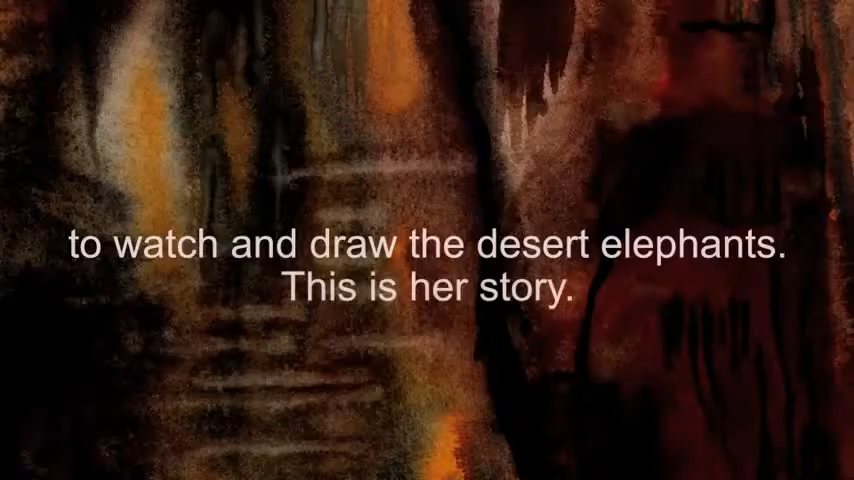 to watch and draw the desert elephants.
This is her story.